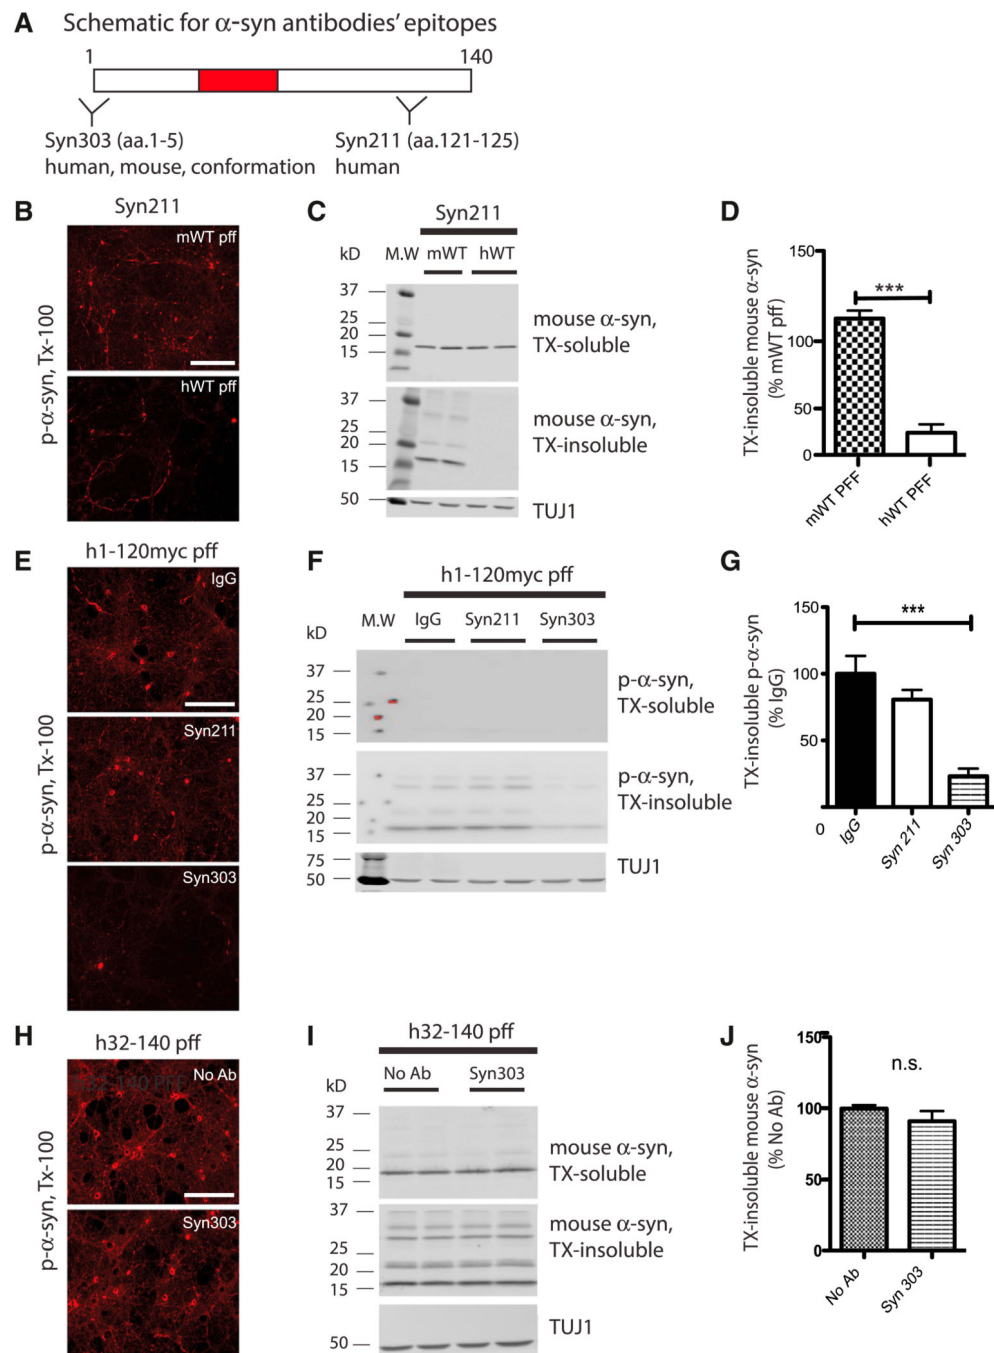 A Schematic for α-syn antibodies' epitopes
1 140
Syn303 (aa.1-5)
human, mouse, conformation
Syn211 (aa.121-125)
human
B Syn211
p-α-syn, Tx-100
mWT pff
hWT pff
C Syn211
kD M.W mWT hWT
37
25
20
15
mouse α-syn,
TX-soluble
37
25
20
15
mouse α-syn,
TX-insoluble
50
TUJ1
D
TX-insoluble mouse α-syn
(% mWT pff)
150
100
50
0
***
mWT PFF
hWT PFF
E h1-120myc pff
p-α-syn, Tx-100
IgG
Syn211
Syn303
F h1-120myc pff
kD M.W IgG Syn211 Syn303
37
25
20
15
p-α-syn,
TX-soluble
37
25
20
15
p-α-syn,
TX-insoluble
75
50
TUJ1
G
TX-insoluble p-α-syn
(% IgG)
150
100
50
0
***
IgG
Syn 211
Syn 303
H h32-140 pff
p-α-syn, Tx-100
h32-140 PFF
No Ab
Syn303
I h32-140 pff
kD No Ab Syn303
37
25
20
15
mouse α-syn,
TX-soluble
37
25
20
15
mouse α-syn,
TX-insoluble
50
TUJ1
J
TX-insoluble mouse α-syn
(% No Ab)
150
100
50
0
n.s.
No Ab
Syn 303